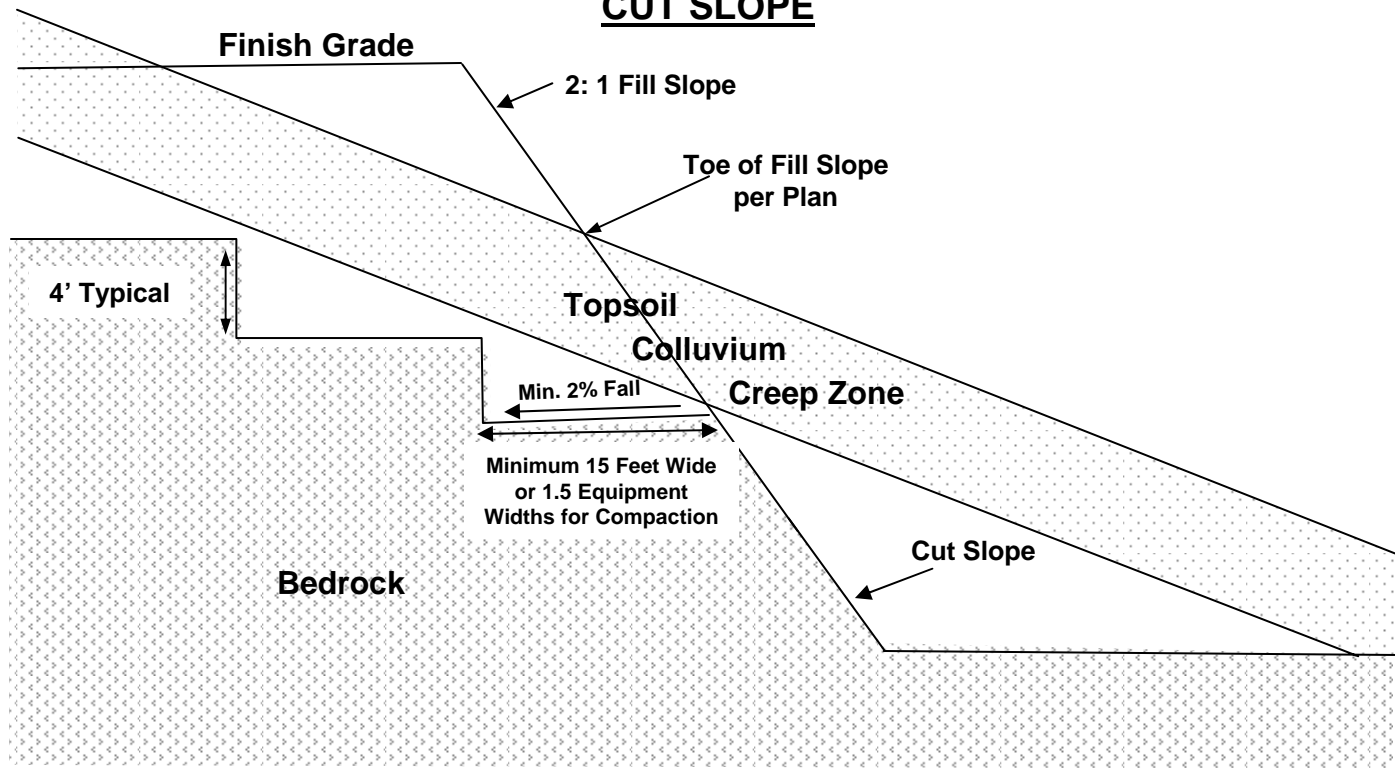 CUT SLOPE
Finish Grade
2: 1 Fill Slope
Toe of Fill Slope
per Plan
4’ Typical
Topsoil
Colluvium
Creep Zone
Min. 2% Fall
Minimum 15 Feet Wide
or 1.5 Equipment
Widths for Compaction
Cut Slope
Bedrock